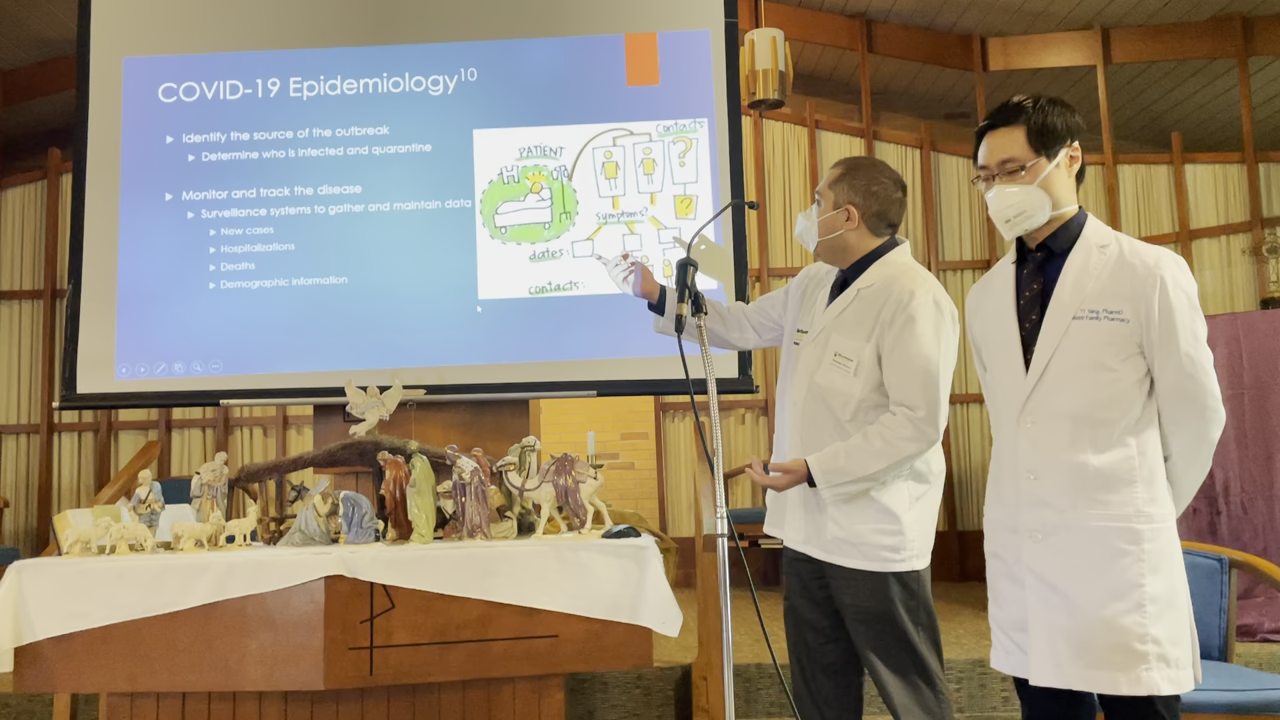 COVID-19 Epidemiology10
Identify the source of the outbreak
Determine who is infected and quarantine
Monitor and track the disease
Surveillance systems to gather and maintain data
New cases
Hospitalizations
Deaths
Demographic information
contacts
PATIENT
?
?
symptoms?
dates:
contacts:
Yang, PharmD
Family Pharmacy